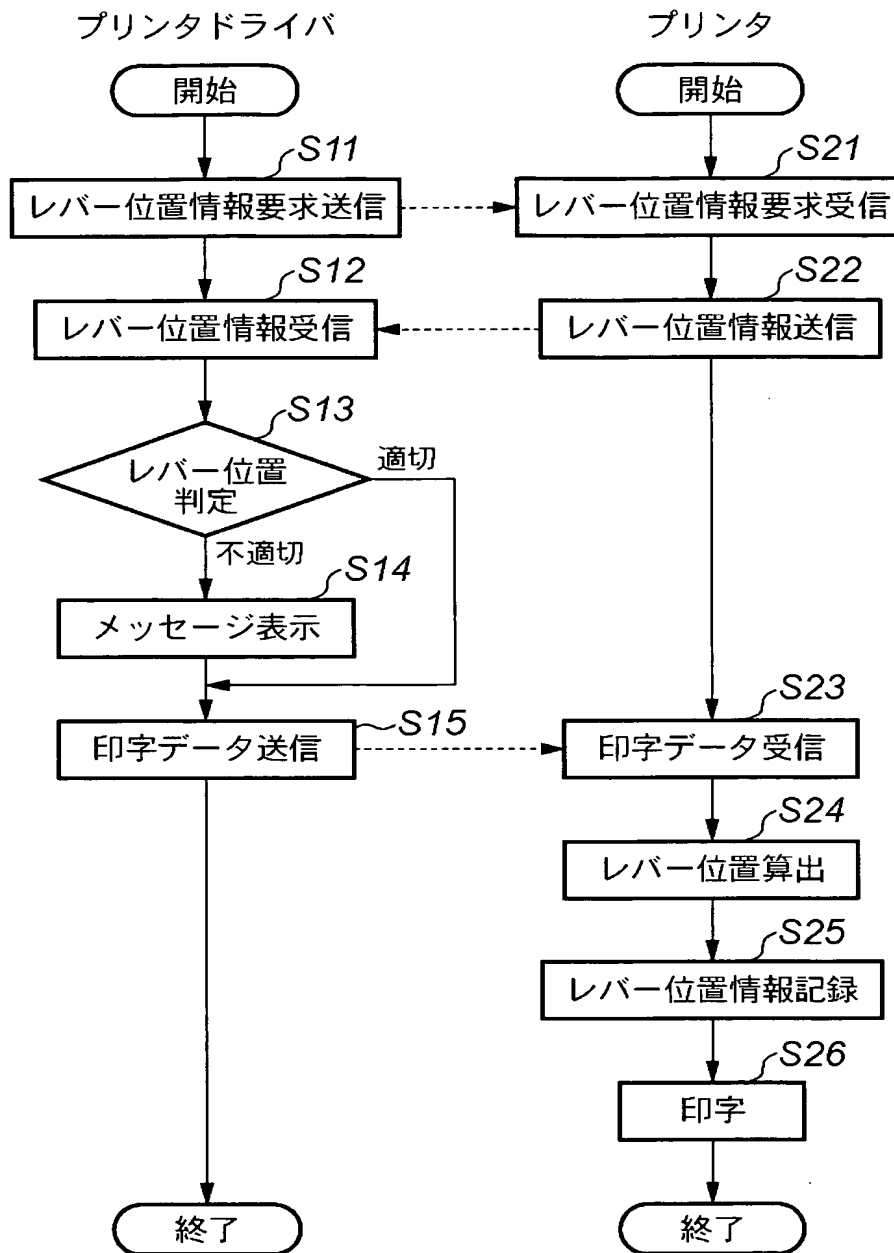 プリンタドライバ
プリンタ
開始
開始
S11
S21
レバー位置情報要求送信
レバー位置情報要求受信
S12
S22
レバー位置情報受信
レバー位置情報送信
S13
レバー位置
判定
適切
不適切
S14
メッセージ表示
S15
S23
印字データ送信
印字データ受信
S24
レバー位置算出
S25
レバー位置情報記録
S26
印字
終了
終了